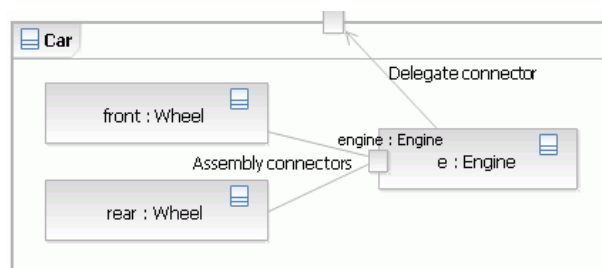 Car
Delegate connector
front : Wheel
engine : Engine
Assembly connectors
e : Engine
rear : Wheel